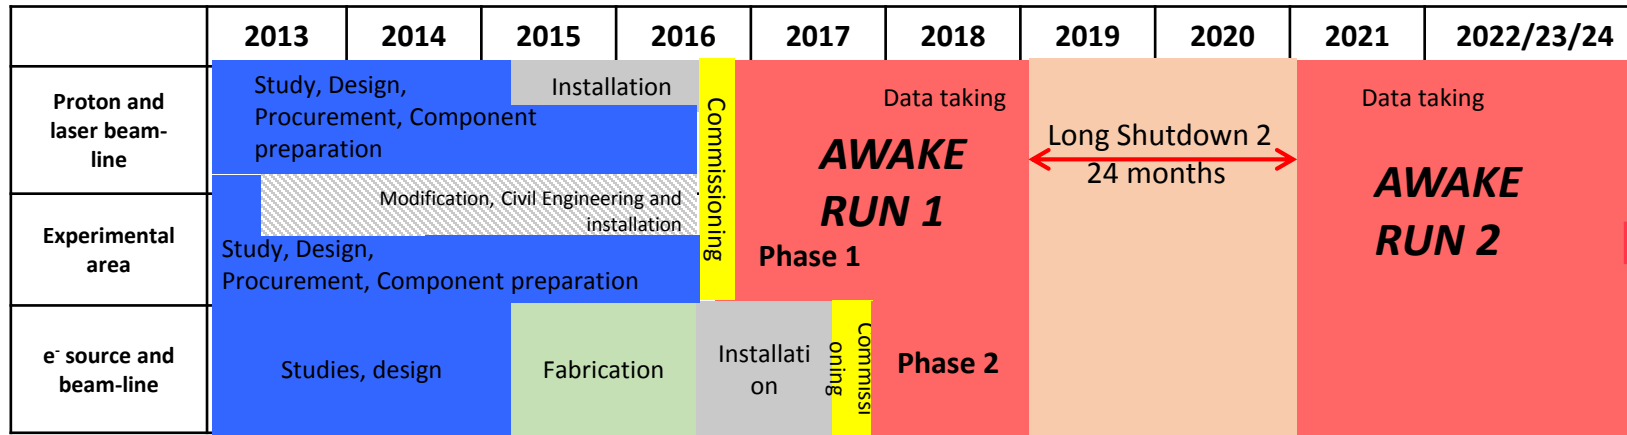 2013 2014 2015 2016 2017 2018 2019 2020 2021 2022/23/24
Proton and
laser beam-
line
Study, Design,
Procurement, Component
preparation
Installation
Commissioning
Data taking
AWAKE
RUN 1
Long Shutdown 2
24 months
Data taking
AWAKE
RUN 2
Experimental
area
Modification, Civil Engineering and
installation
Study, Design,
Procurement, Component preparation
Phase 1
e- source and
beam-line
Studies, design
Fabrication
Installati
on
Commissi
oning
Phase 2